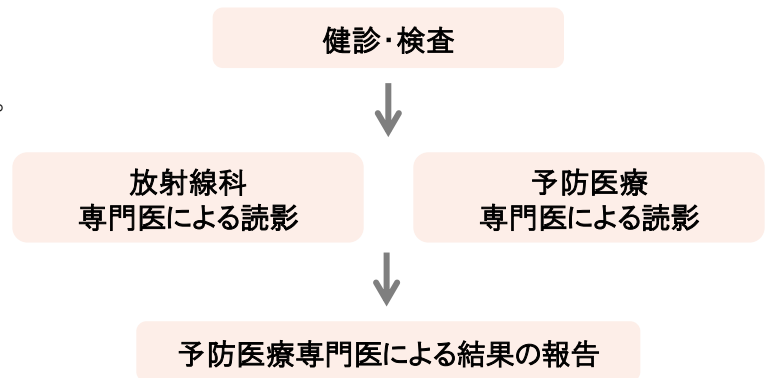 健診・検査
。
放射線科
専門医による読影
予防医療
専門医による読影
予防医療専門医による結果の報告